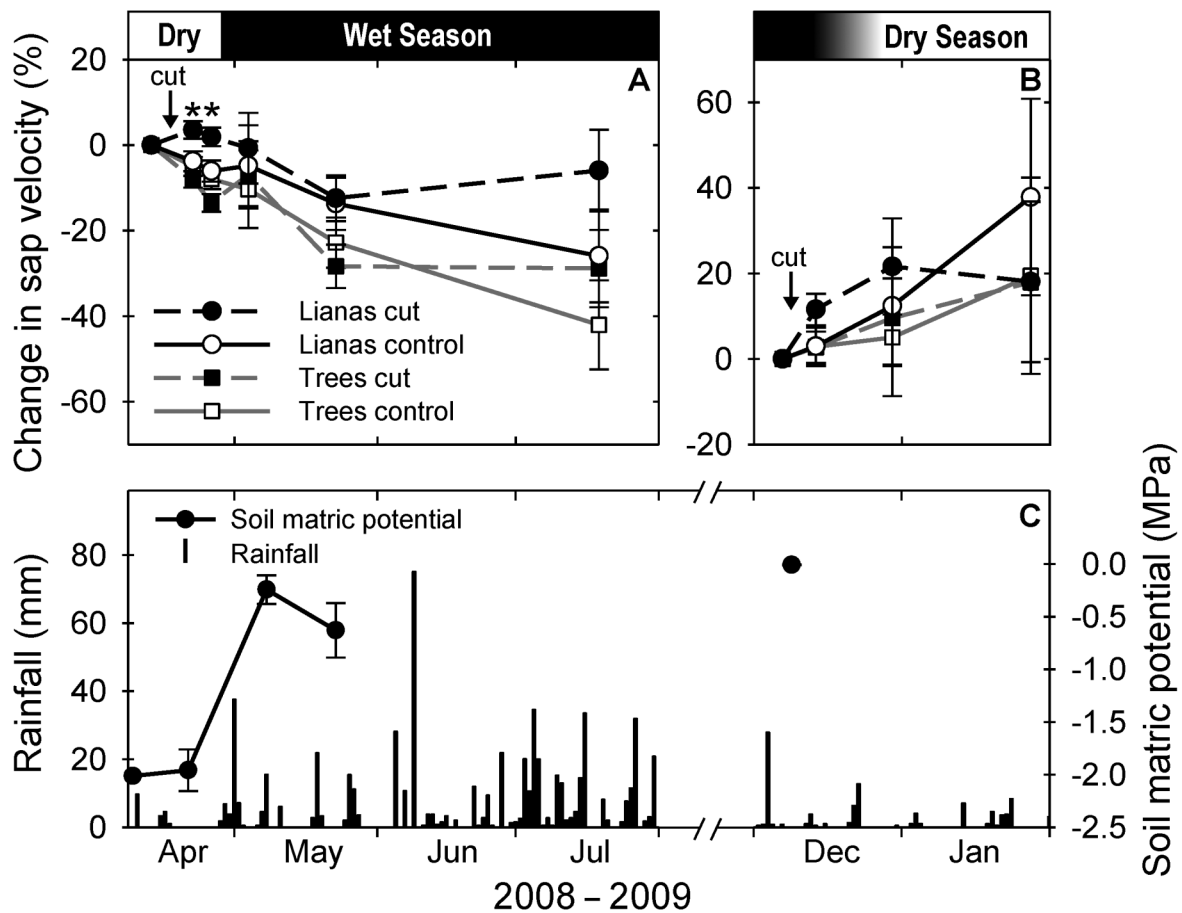 Dry
Wet Season
Dry Season
Change in sap velocity (%)
20
0
-20
-40
-60
cut
**
A
Lianas cut
Lianas control
Trees cut
Trees control
60
40
20
0
-20
cut
B
Soil matric potential
Rainfall
C
Rainfall (mm)
80
60
40
20
0
0.0
-0.5
-1.0
-1.5
-2.0
-2.5
Soil matric potential (MPa)
Apr May Jun Jul Dec Jan
2008 – 2009